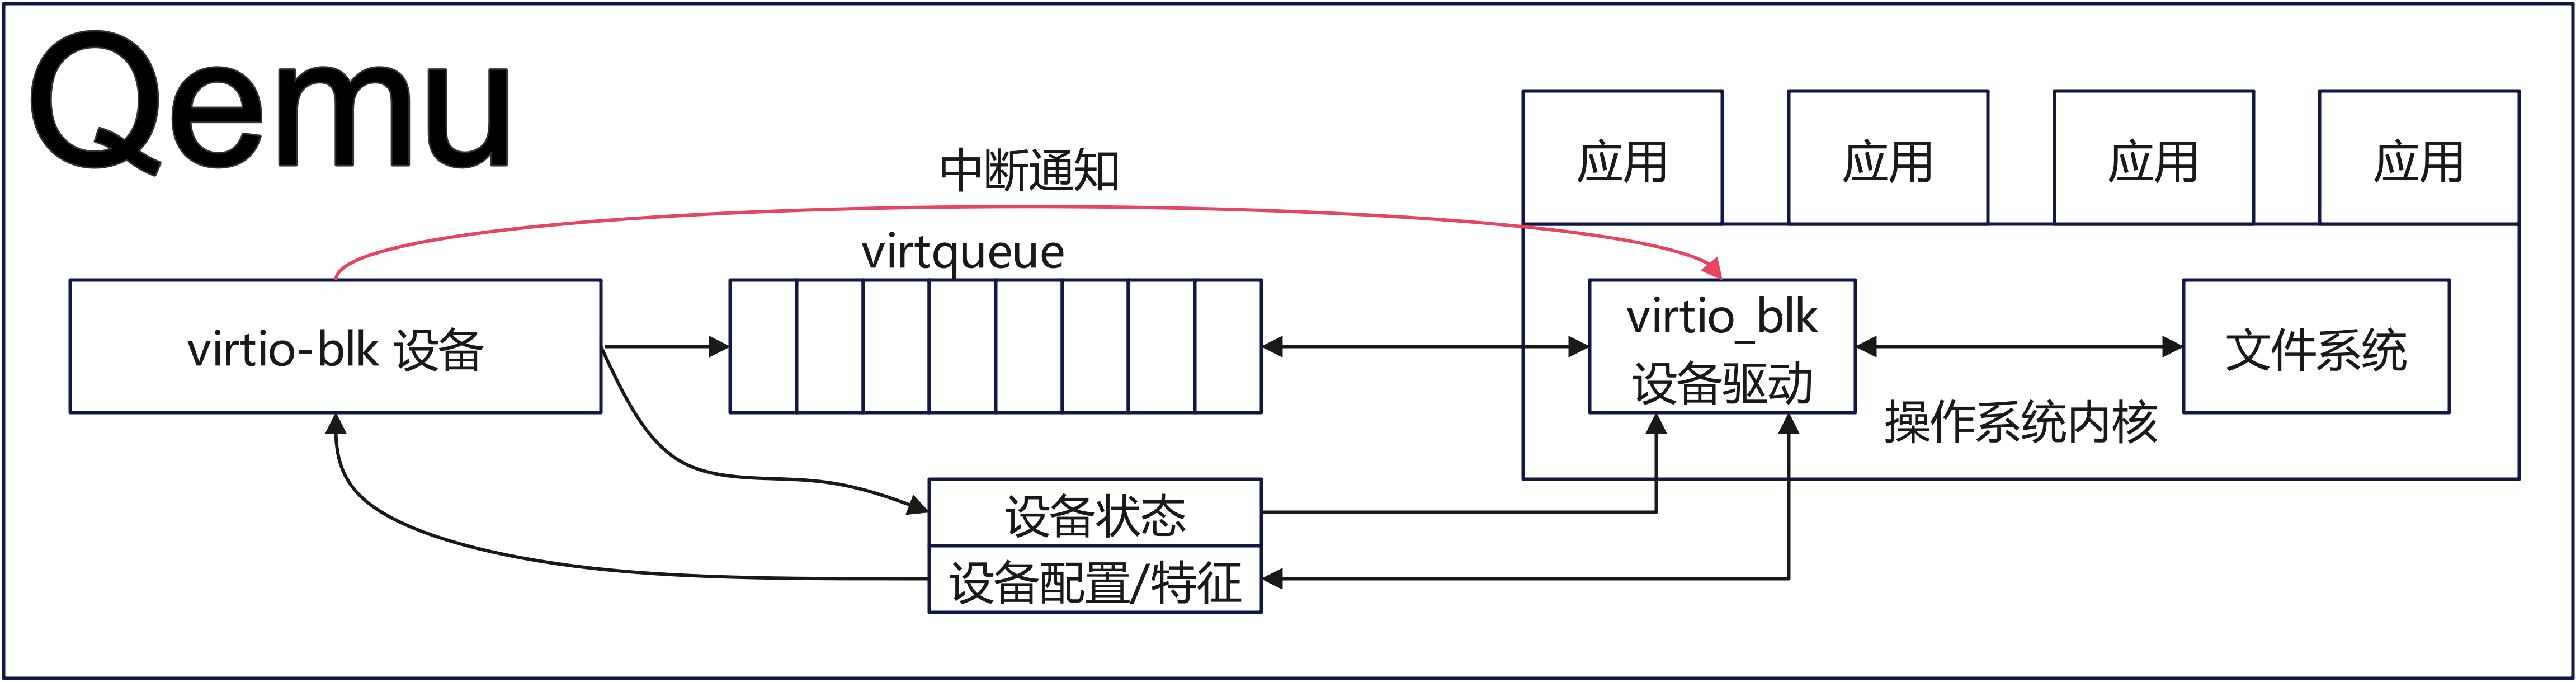 Qemu
应用
应用
应用
应用
中断通知
virtqueue
virtio-blk 设备
virtio_blk
设备驱动
文件系统
操作系统内核
设备状态
设备配置/特征